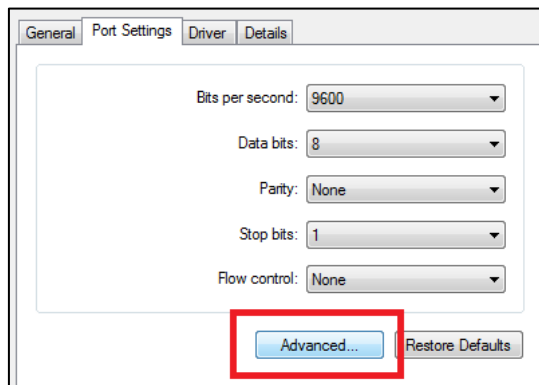 General Port Settings Driver Details
Bits per second: 9600
Data bits: 8
Parity: None
Stop bits: 1
Flow control: None
Advanced... Restore Defaults